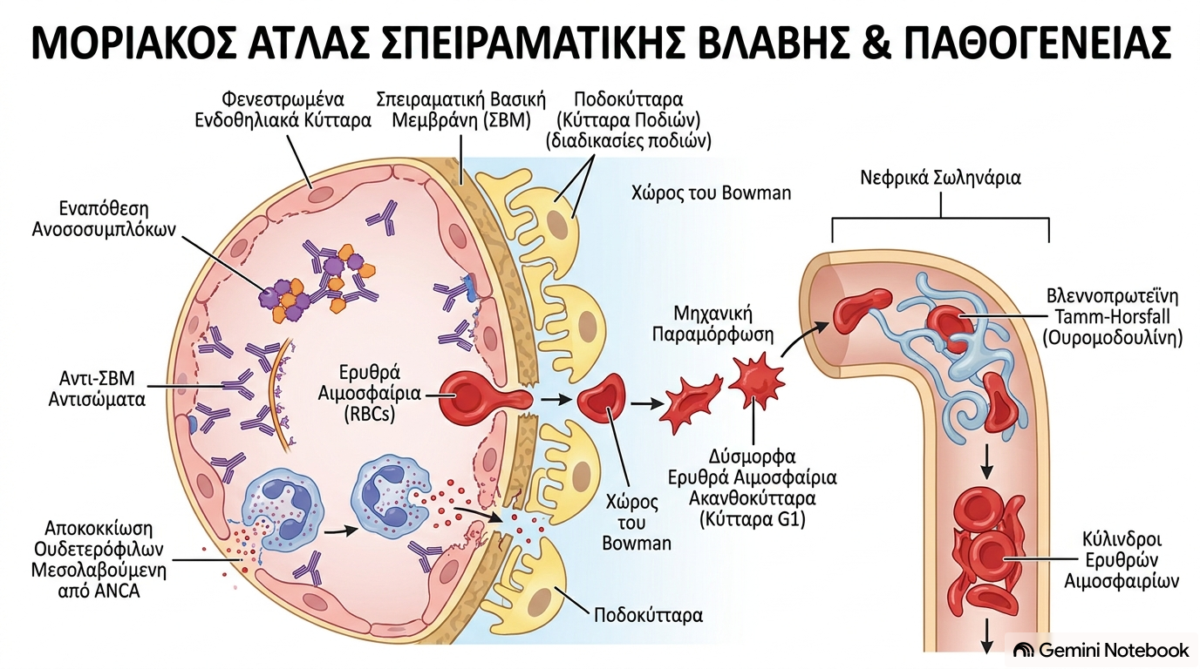 ΜΟΡΙΑΚΟΣ ΑΤΛΑΣ ΣΠΕΙΡΑΜΑΤΙΚΗΣ ΒΛΑΒΗΣ & ΠΑΘΟΓΕΝΕΙΑΣ
Φενεστρωμένα
Ενδοθηλιακά Κύτταρα
Σπειραματική Βασική
Μεμβράνη (ΣΒΜ)
Ποδοκύτταρα
(Κύτταρα Ποδιών)
(διαδικασίες ποδιών)
Χώρος του Bowman
Νεφρικά Σωληνάρια
Εναπόθεση
Ανοσοσυμπλόκων
Μηχανική
Παραμόρφωση
Βλεννοπρωτεΐνη
Tamm-Horsfall
(Ουρομοδουλίνη)
Αντι-ΣΒΜ
Αντισώματα
Ερυθρά
Αιμοσφαίρια
(RBCs)
Δύσμορφα
Ερυθρά Αιμοσφαίρια
Ακανθοκύτταρα
(Κύτταρα G1)
Χώρος
του
Bowman
Αποκοκκίωση
Ουδετερόφιλων
Μεσολαβούμενη
από ANCA
Κύλινδροι
Ερυθρών
Αιμοσφαιρίων
Ποδοκύτταρα
Gemini Notebook